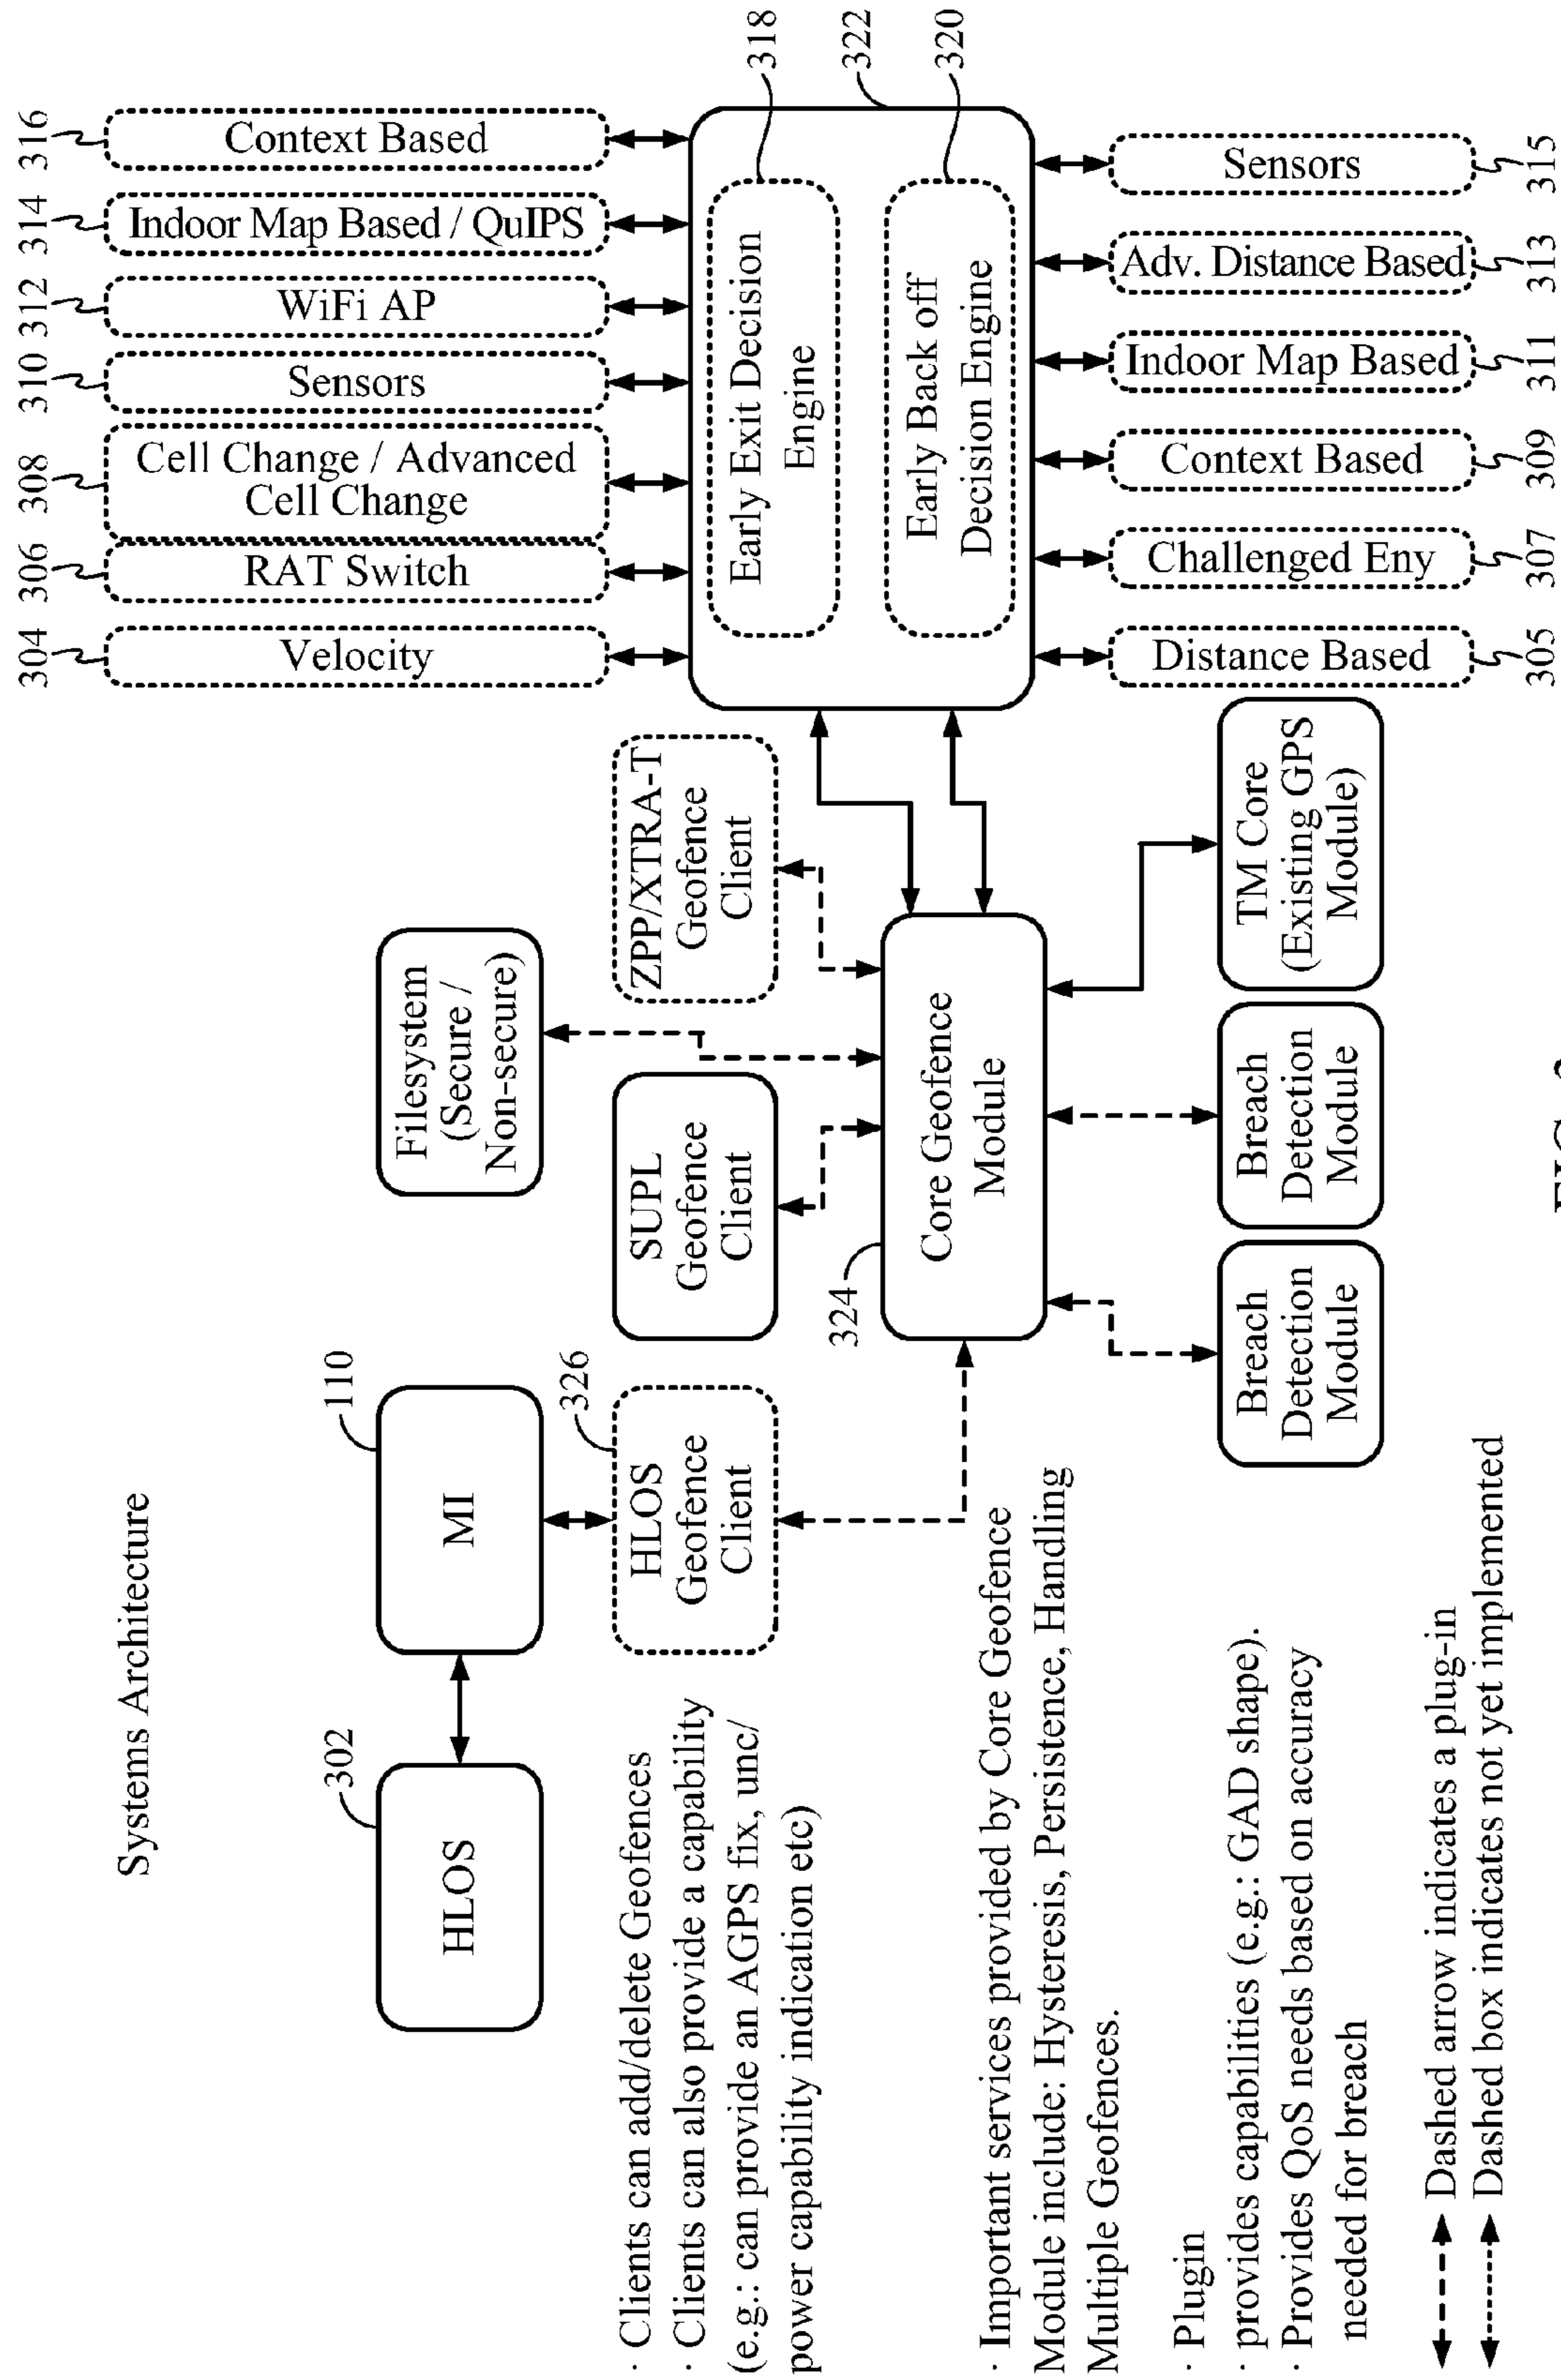 Systems Architecture
302
HLOS
110
MI
326
HLOS
Geofence
Client
Filesystem
(Secure /
Non-secure)
SUPL
Geofence
Client
ZPP/XTRA-T
Geofence
Client
324
Core Geofence
Module
Breach
Detection
Module
Breach
Detection
Module
TM Core
(Existing GPS
Module)
304
Velocity
306
RAT Switch
308
Cell Change / Advanced
Cell Change
310
Sensors
312
WiFi AP
314
Indoor Map Based / QuIPS
316
Context Based
Early Exit Decision
Engine
318
322
Early Back off
Decision Engine
320
Distance Based
305
Challenged Eny
307
Context Based
309
Indoor Map Based
311
Adv. Distance Based
313
Sensors
315
· Clients can add/delete Geofences
· Clients can also provide a capability
(e.g.: can provide an AGPS fix, unc/
power capability indication etc)
· Important services provided by Core Geofence
Module include: Hysteresis, Persistence, Handling
Multiple Geofences.
· Plugin
· provides capabilities (e.g.: GAD shape).
· Provides QoS needs based on accuracy
needed for breach
Dashed arrow indicates a plug-in
Dashed box indicates not yet implemented